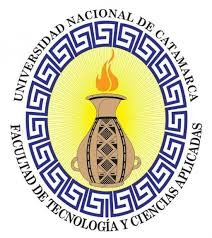 UNIVERSIDAD NACIONAL DE CATAMARCA
FACULTAD DE TECNOLOGÍA Y CIENCIAS APLICADAS